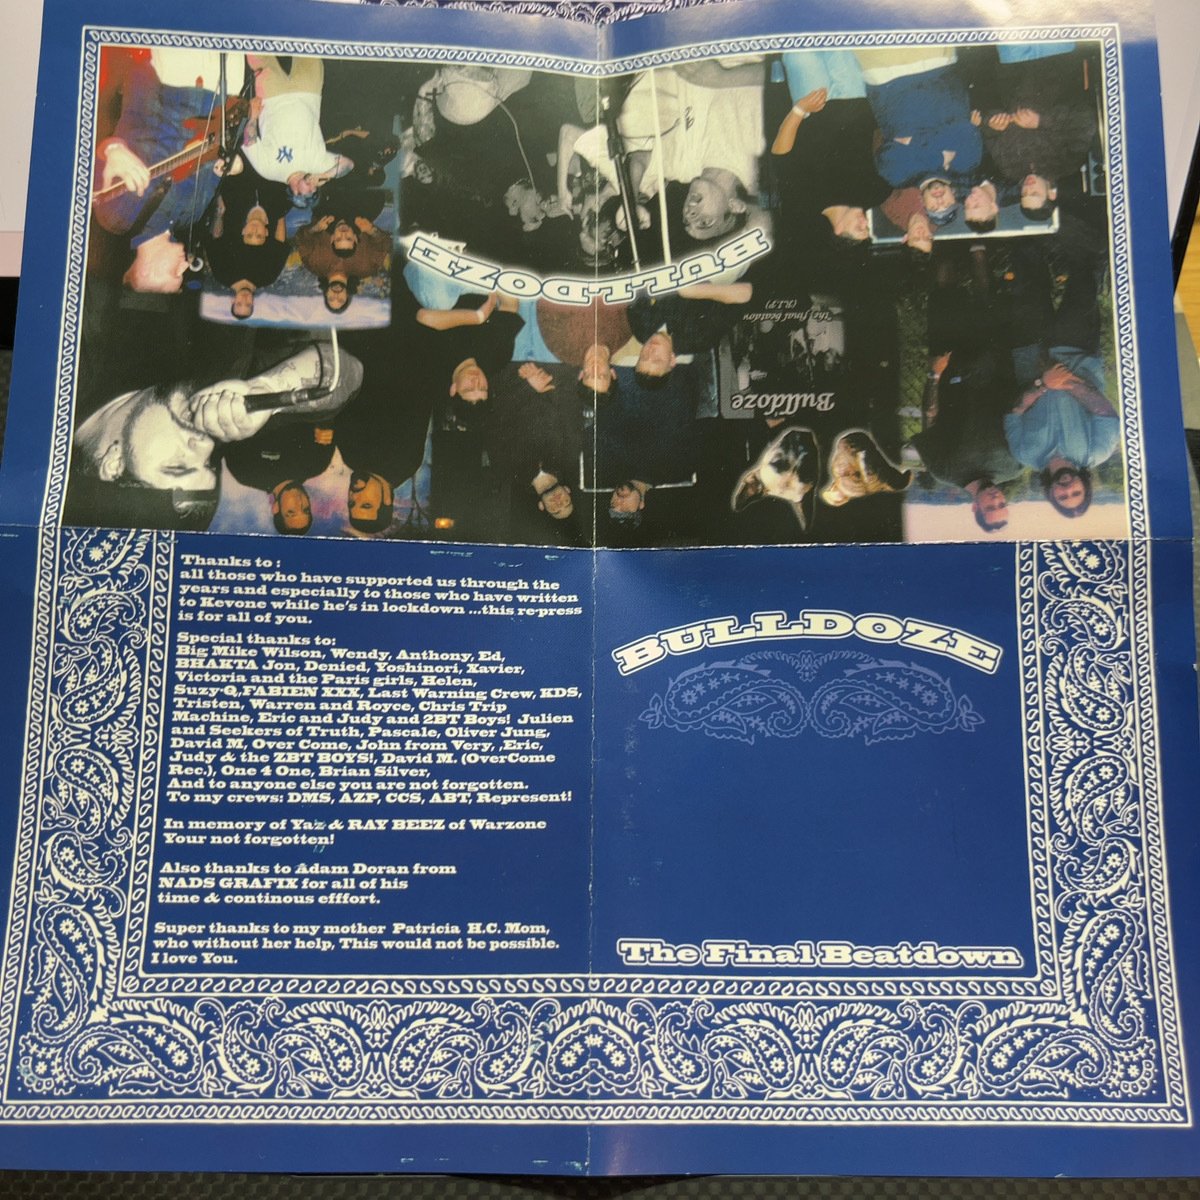 BULLDOZE
"the final beatdown"
(R.I.P)
Bulldoze
Thanks to :
all those who have supported us through the
years and especially to those who have written
to Kevone while he's in lockdown ...this re-press
is for all of you.
Special thanks to:
Big Mike Wilson, Wendy, Anthony, Ed,
BHAKTA Jon, Denied, Yoshinori, Xavier,
Victoria and the Paris girls, Helen,
Suzy-Q,FABIEN XXX, Last Warning Crew, KDS,
Tristen, Warren and Royce, Chris Trip
Machine, Eric and Judy and 2BT Boys! Julien
and Seekers of Truth, Pascale, Oliver Jung,
David M, Over Come, John from Very, ,Eric,
Judy & the ZBT BOYS!, David M. (OverCome
Rec.), One 4 One, Brian Silver,
And to anyone else you are not forgotten.
To my crews: DMS, AZP, CCS, ABT, Represent!
In memory of Yaz & RAY BEEZ of Warzone
Your not forgotten!
Also thanks to Adam Doran from
NADS GRAFIX for all of his
time & continous efffort.
Super thanks to my mother Patricia H.C. Mom,
who without her help, This would not be possible.
I love You.
BULLDOZE
The Final Beatdown